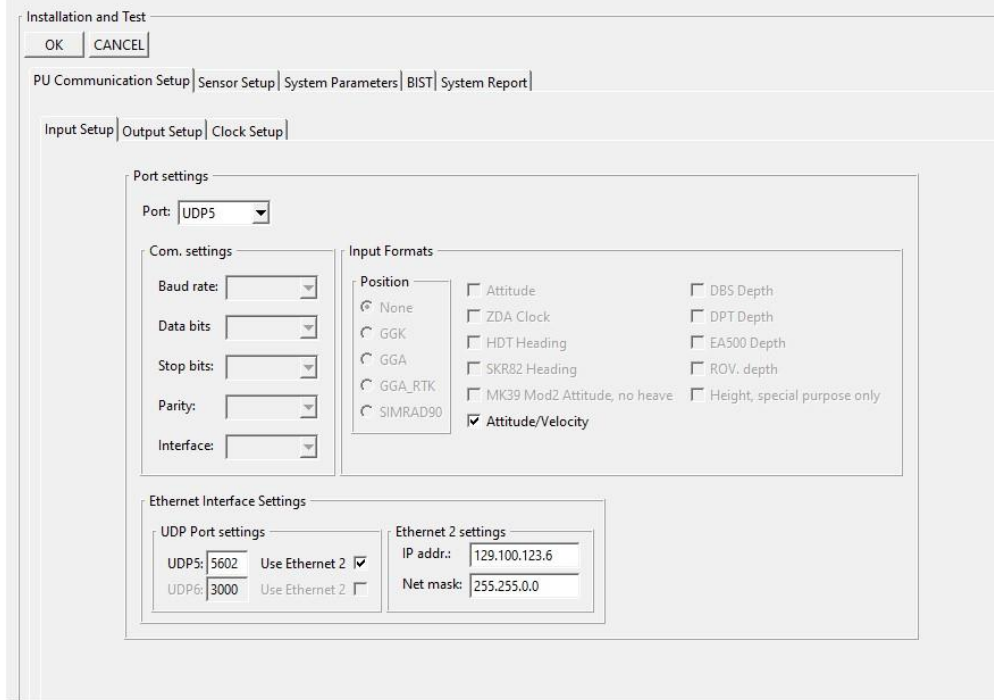 Installation and Test
OK CANCEL
PU Communication Setup Sensor Setup System Parameters BIST System Report
Input Setup Output Setup Clock Setup
Port settings
Port: UDP5
Com. settings
Baud rate:
Data bits
Stop bits:
Parity:
Interface:
Input Formats
Position
None
GGK
GGA
GGA_RTK
SIMRAD90
Attitude
ZDA Clock
HDT Heading
SKR82 Heading
MK39 Mod2 Attitude, no heave
Attitude/Velocity
DBS Depth
DPT Depth
EA500 Depth
ROV. depth
Height, special purpose only
Ethernet Interface Settings
UDP Port settings
UDP5: 5602 Use Ethernet 2
UDP6: 3000 Use Ethernet 2
Ethernet 2 settings
IP addr.: 129.100.123.6
Net mask: 255.255.0.0